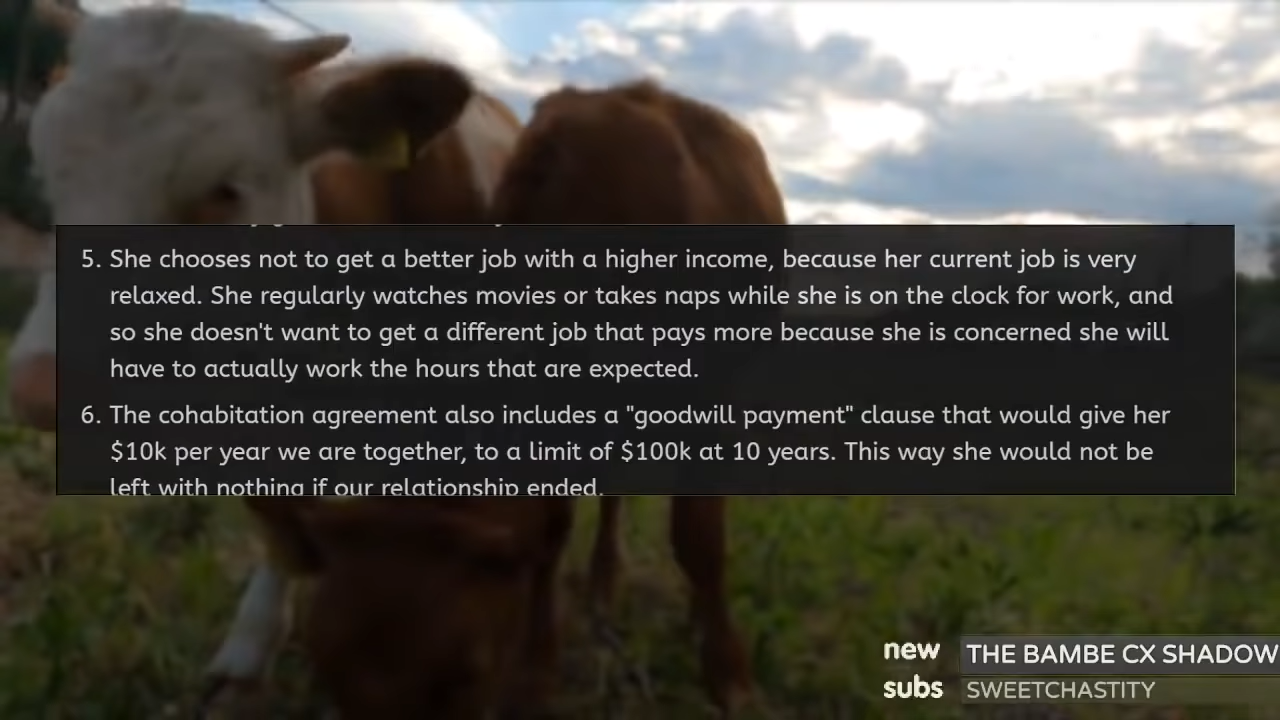 5. She chooses not to get a better job with a higher income, because her current job is very
relaxed. She regularly watches movies or takes naps while she is on the clock for work, and
so she doesn't want to get a different job that pays more because she is concerned she will
have to actually work the hours that are expected.
6. The cohabitation agreement also includes a "goodwill payment" clause that would give her
$10k per year we are together, to a limit of $100k at 10 years. This way she would not be
left with nothing if our relationship ended.
new THE BAMBE CX SHADOW
subs SWEETCHASTITY